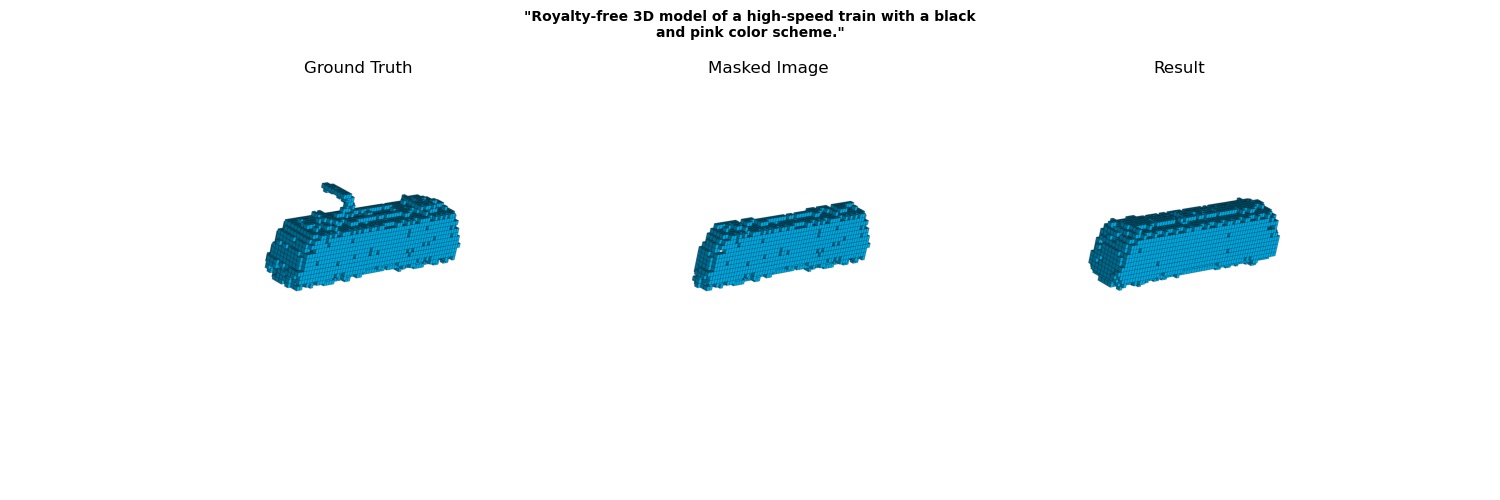 "Royalty-free 3D model of a high-speed train with a black
and pink color scheme."
Ground Truth
Masked Image
Result